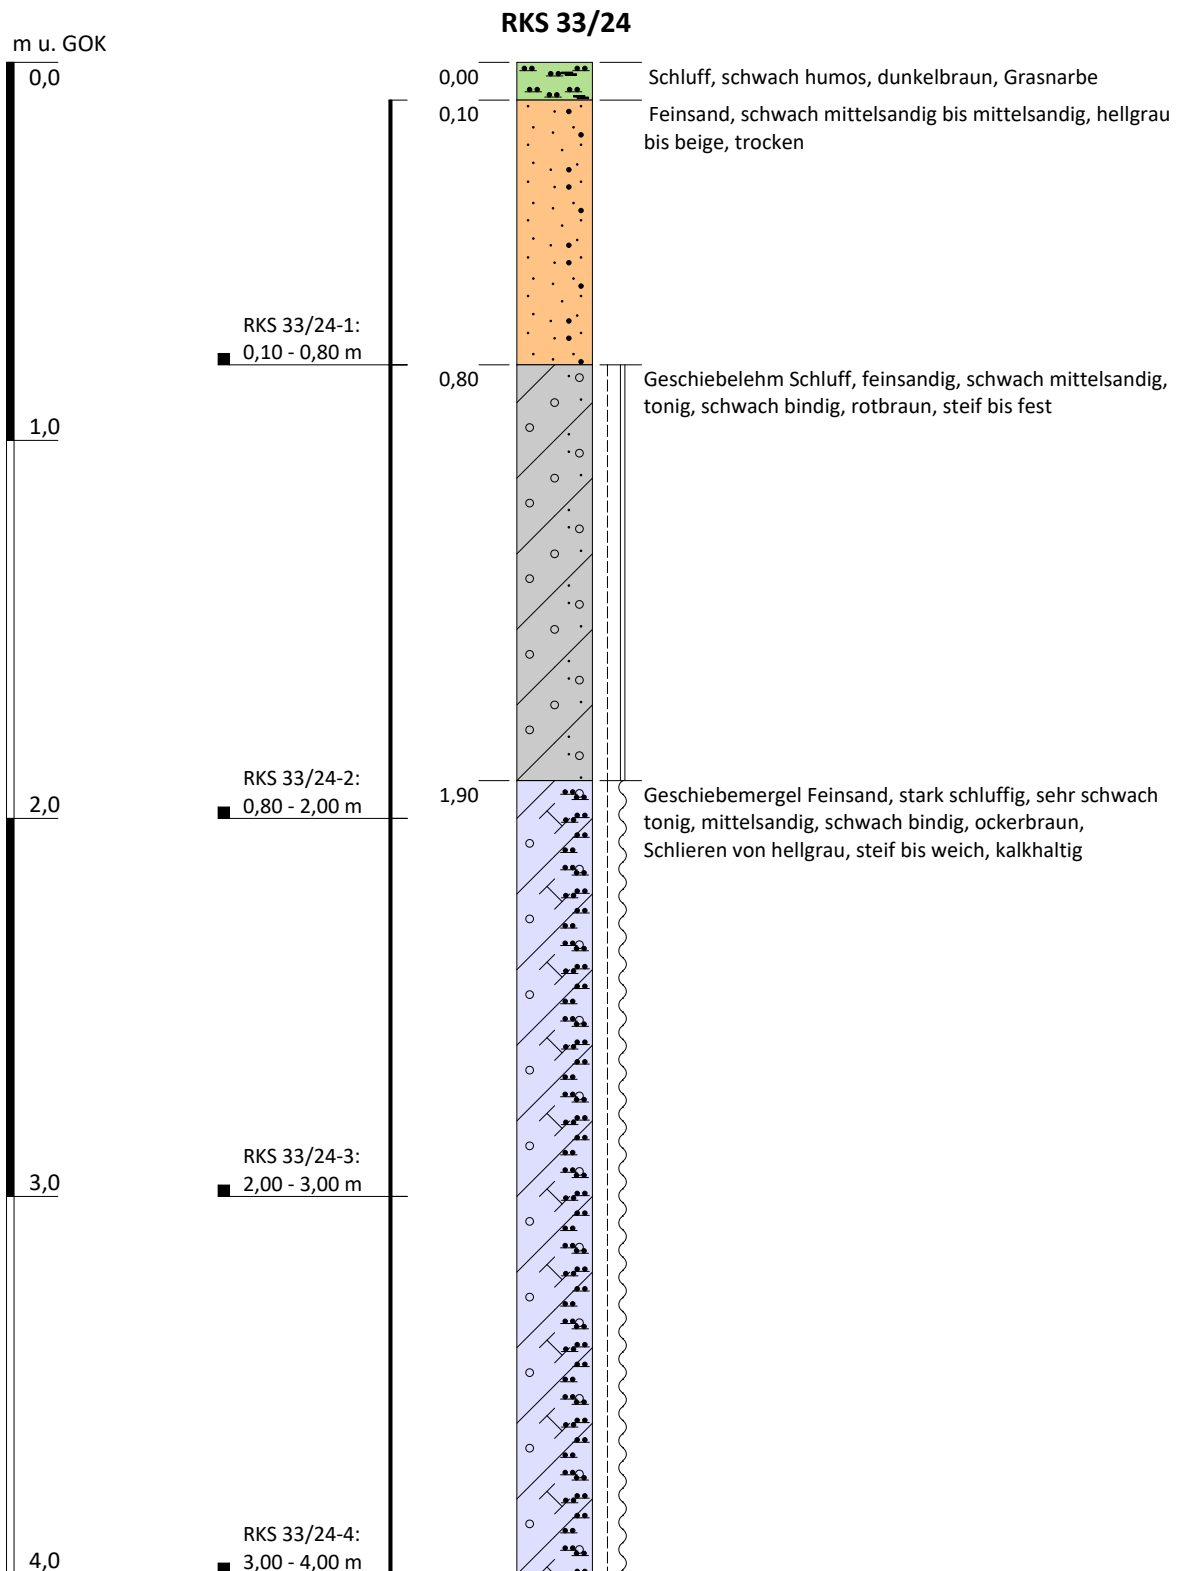 RKS 33/24
m u. GOK
0,0
0,00
Schluff, schwach humos, dunkelbraun, Grasnarbe
0,10
Feinsand, schwach mittelsandig bis mittelsandig, hellgrau
bis beige, trocken
RKS 33/24-1:
0,10 - 0,80 m
0,80
Geschiebelehm Schluff, feinsandig, schwach mittelsandig,
tonig, schwach bindig, rotbraun, steif bis fest
1,0
RKS 33/24-2:
0,80 - 2,00 m
1,90
Geschiebemergel Feinsand, stark schluffig, sehr schwach
tonig, mittelsandig, schwach bindig, ockerbraun,
Schlieren von hellgrau, steif bis weich, kalkhaltig
2,0
RKS 33/24-3:
2,00 - 3,00 m
3,0
RKS 33/24-4:
3,00 - 4,00 m
4,0